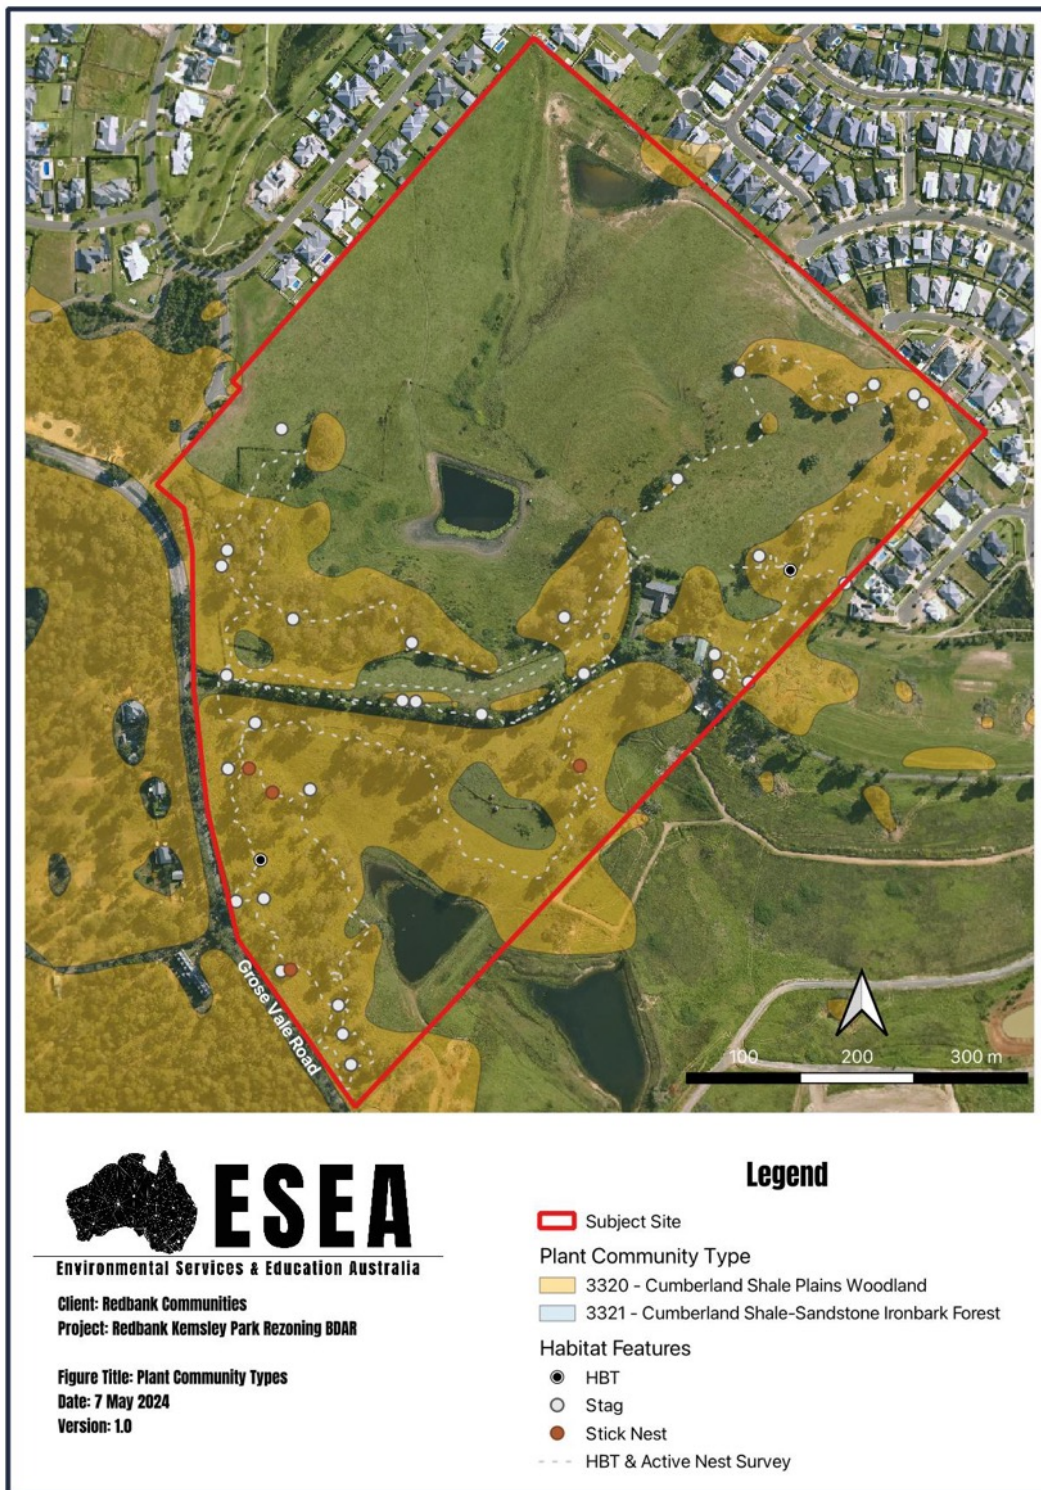 Grose Vale Road
100 200 300 m
ESEA
Environmental Services & Education Australia
Client: Redbank Communities
Project: Redbank Kemsley Park Rezoning BDAR
Figure Title: Plant Community Types
Date: 7 May 2024
Version: 1.0
Legend
Subject Site
Plant Community Type
3320 - Cumberland Shale Plains Woodland
3321 - Cumberland Shale-Sandstone Ironbark Forest
Habitat Features
HBT
Stag
Stick Nest
HBT & Active Nest Survey